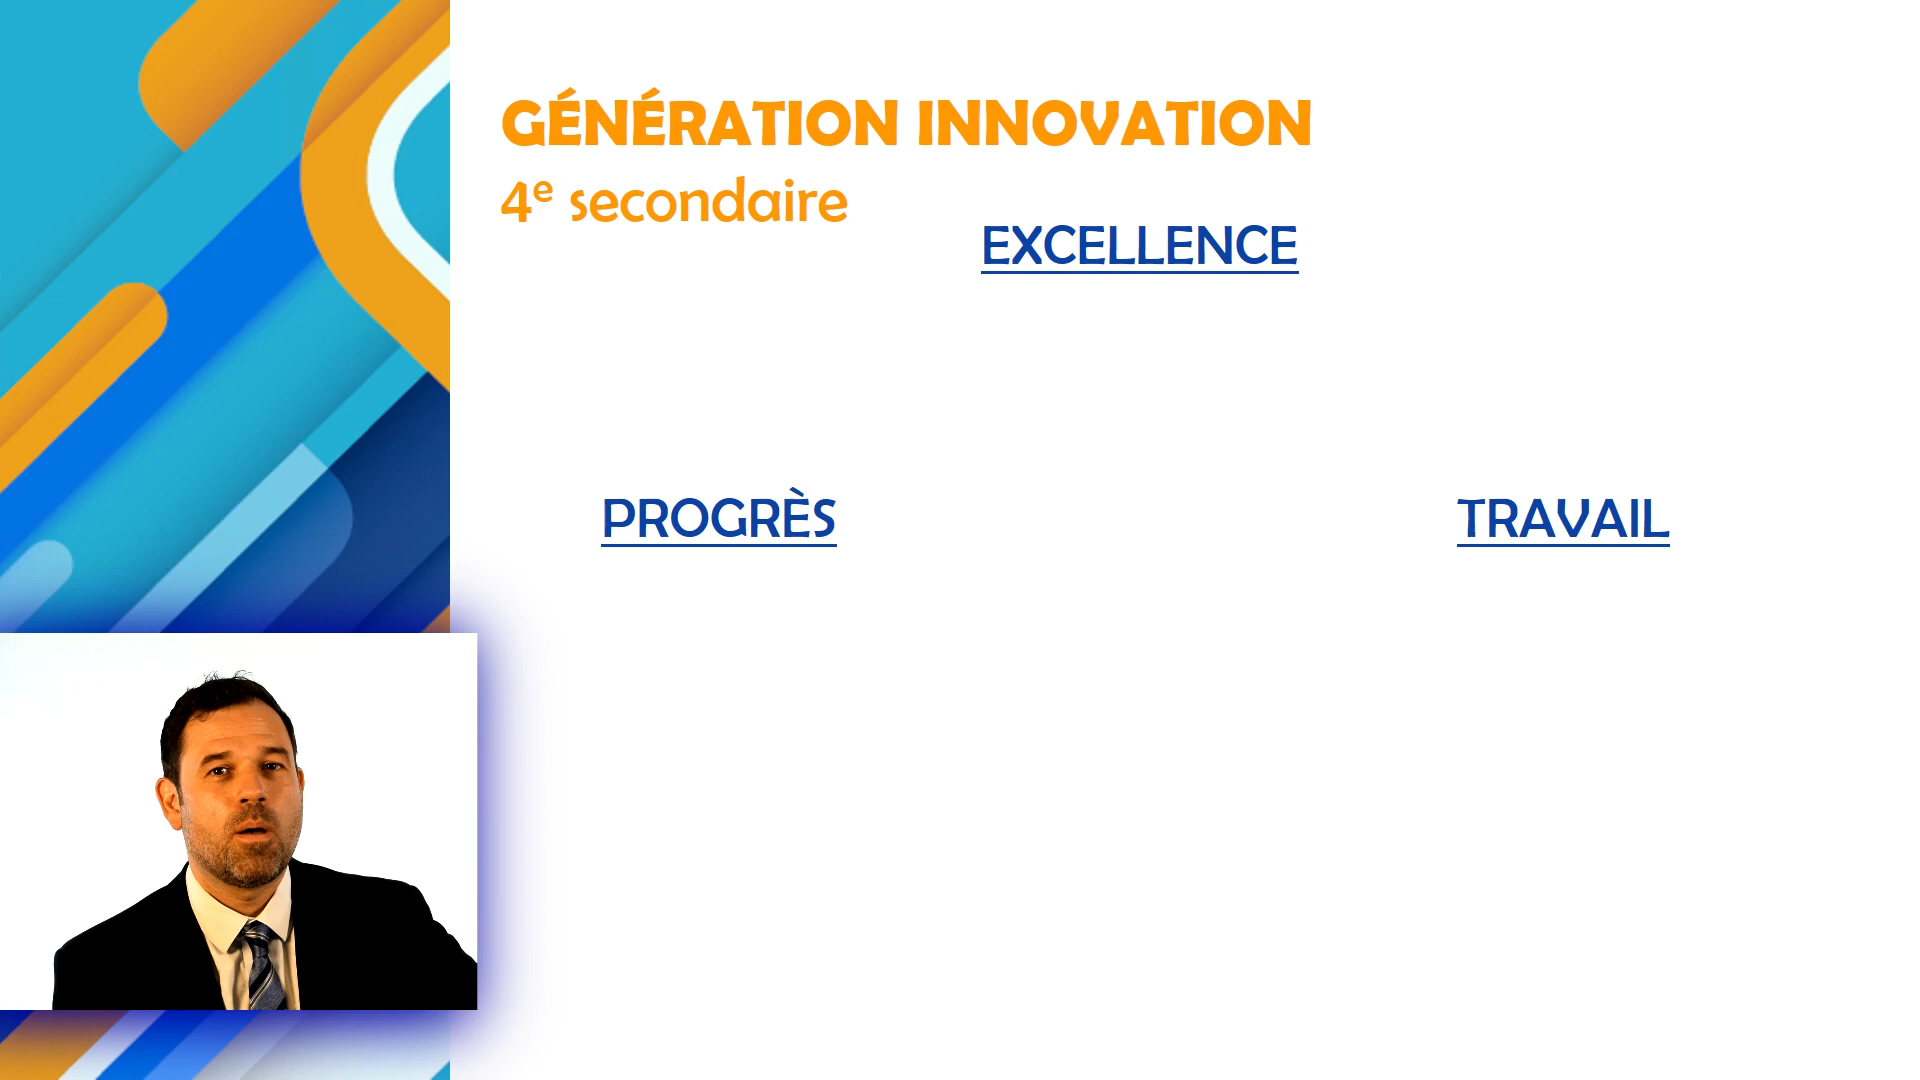 GÉNÉRATION INNOVATION
4e secondaire
EXCELLENCE
PROGRÈS
TRAVAIL